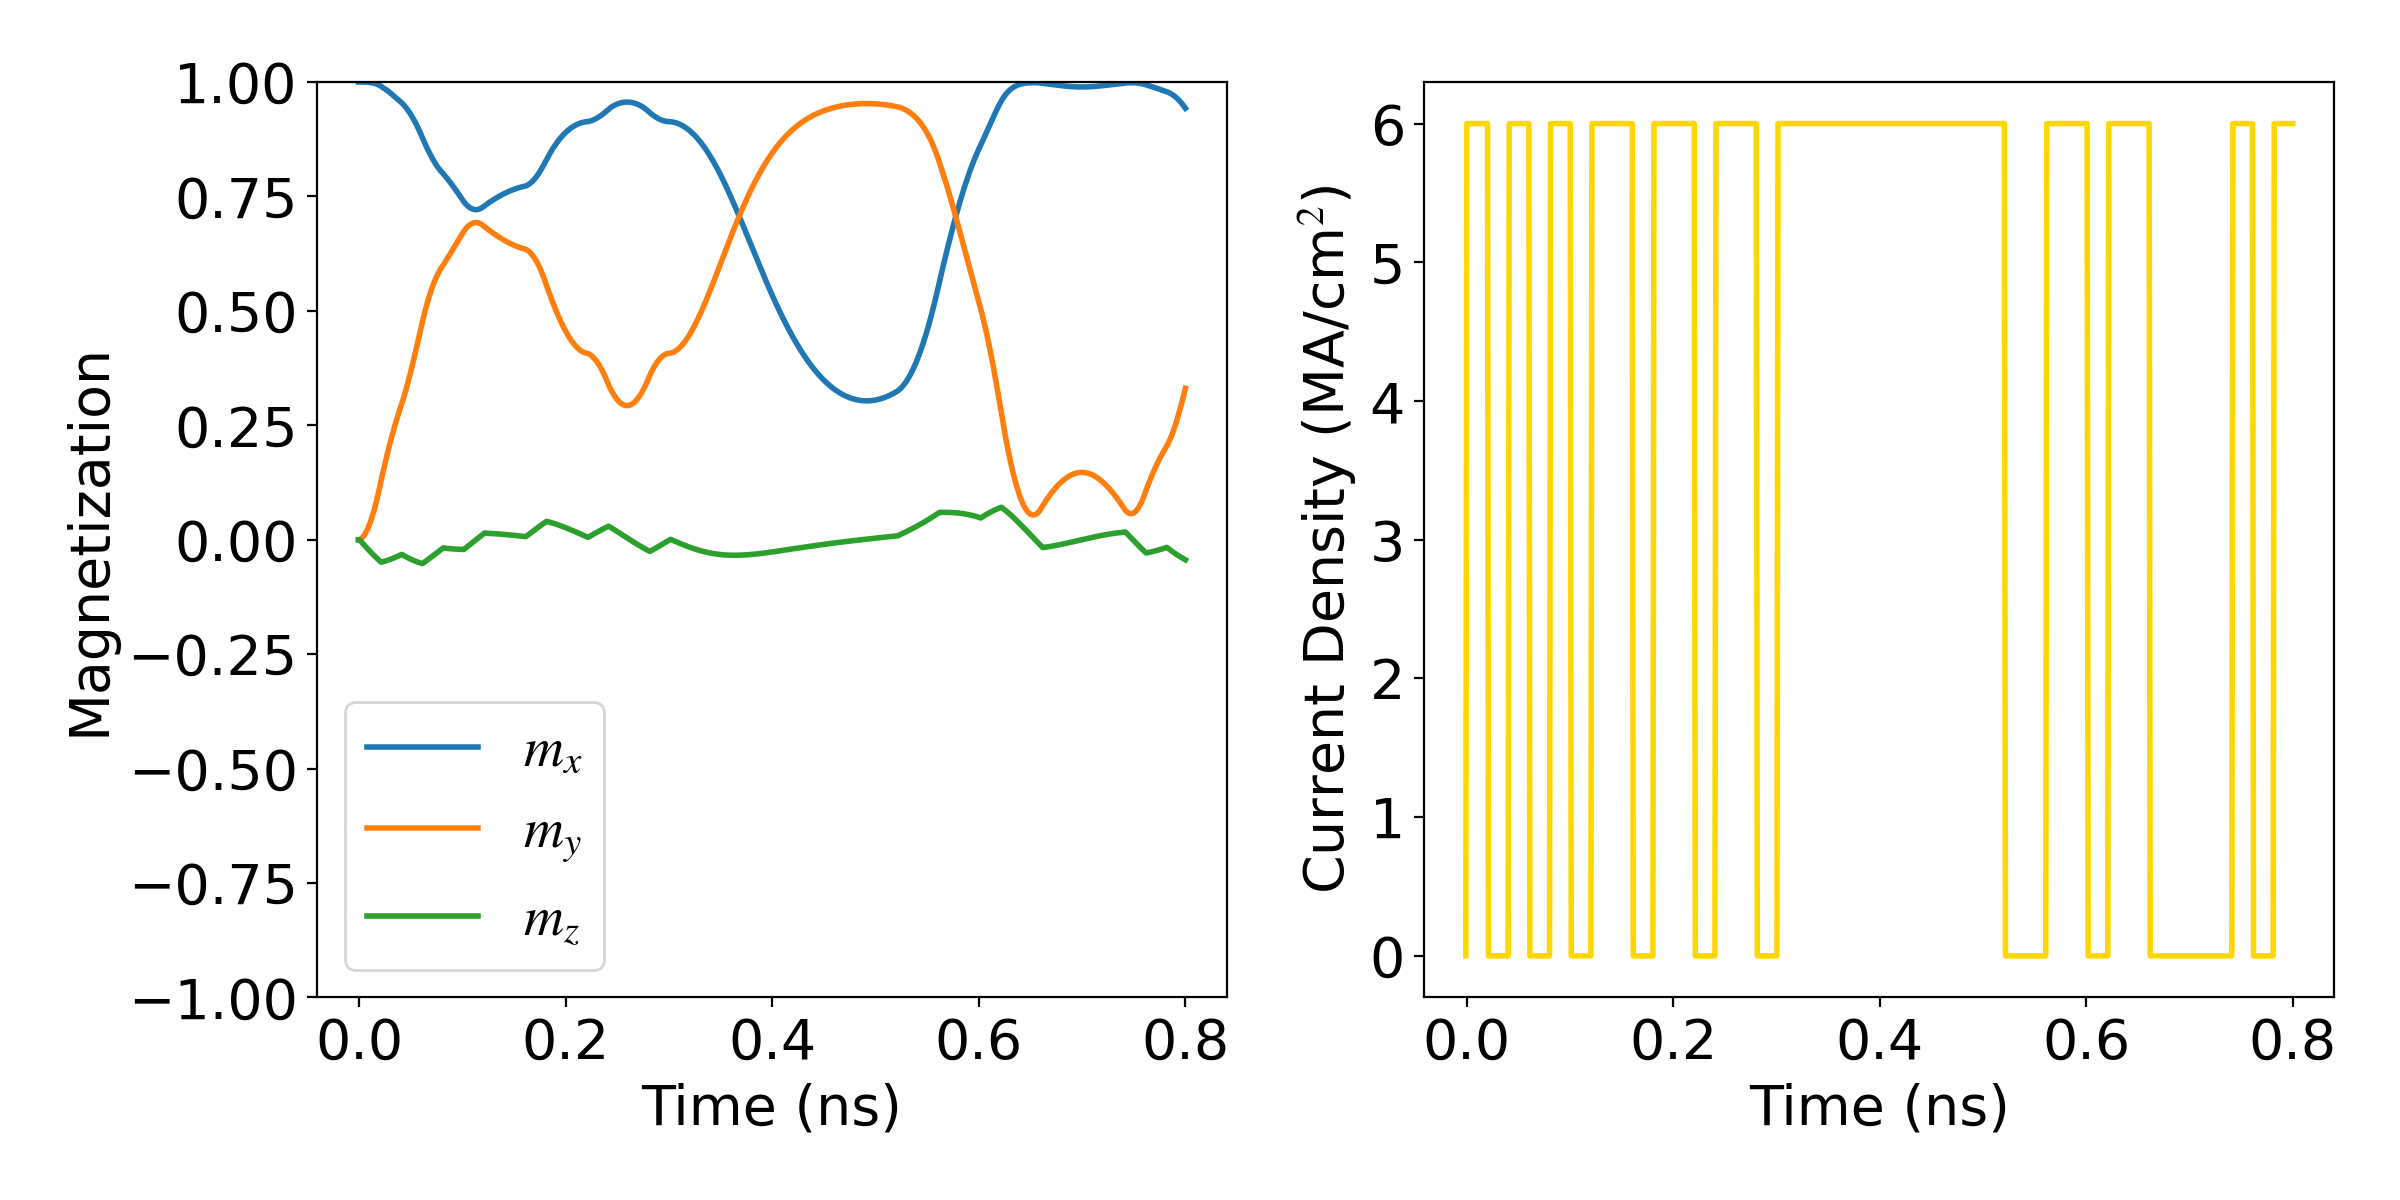 Magnetization
1.00
0.75
0.50
0.25
0.00
−0.25
−0.50
−0.75
−1.00
m_x
m_y
m_z
0.0 0.2 0.4 0.6 0.8
Time (ns)
Current Density (MA/cm²)
6
5
4
3
2
1
0
0.0 0.2 0.4 0.6 0.8
Time (ns)